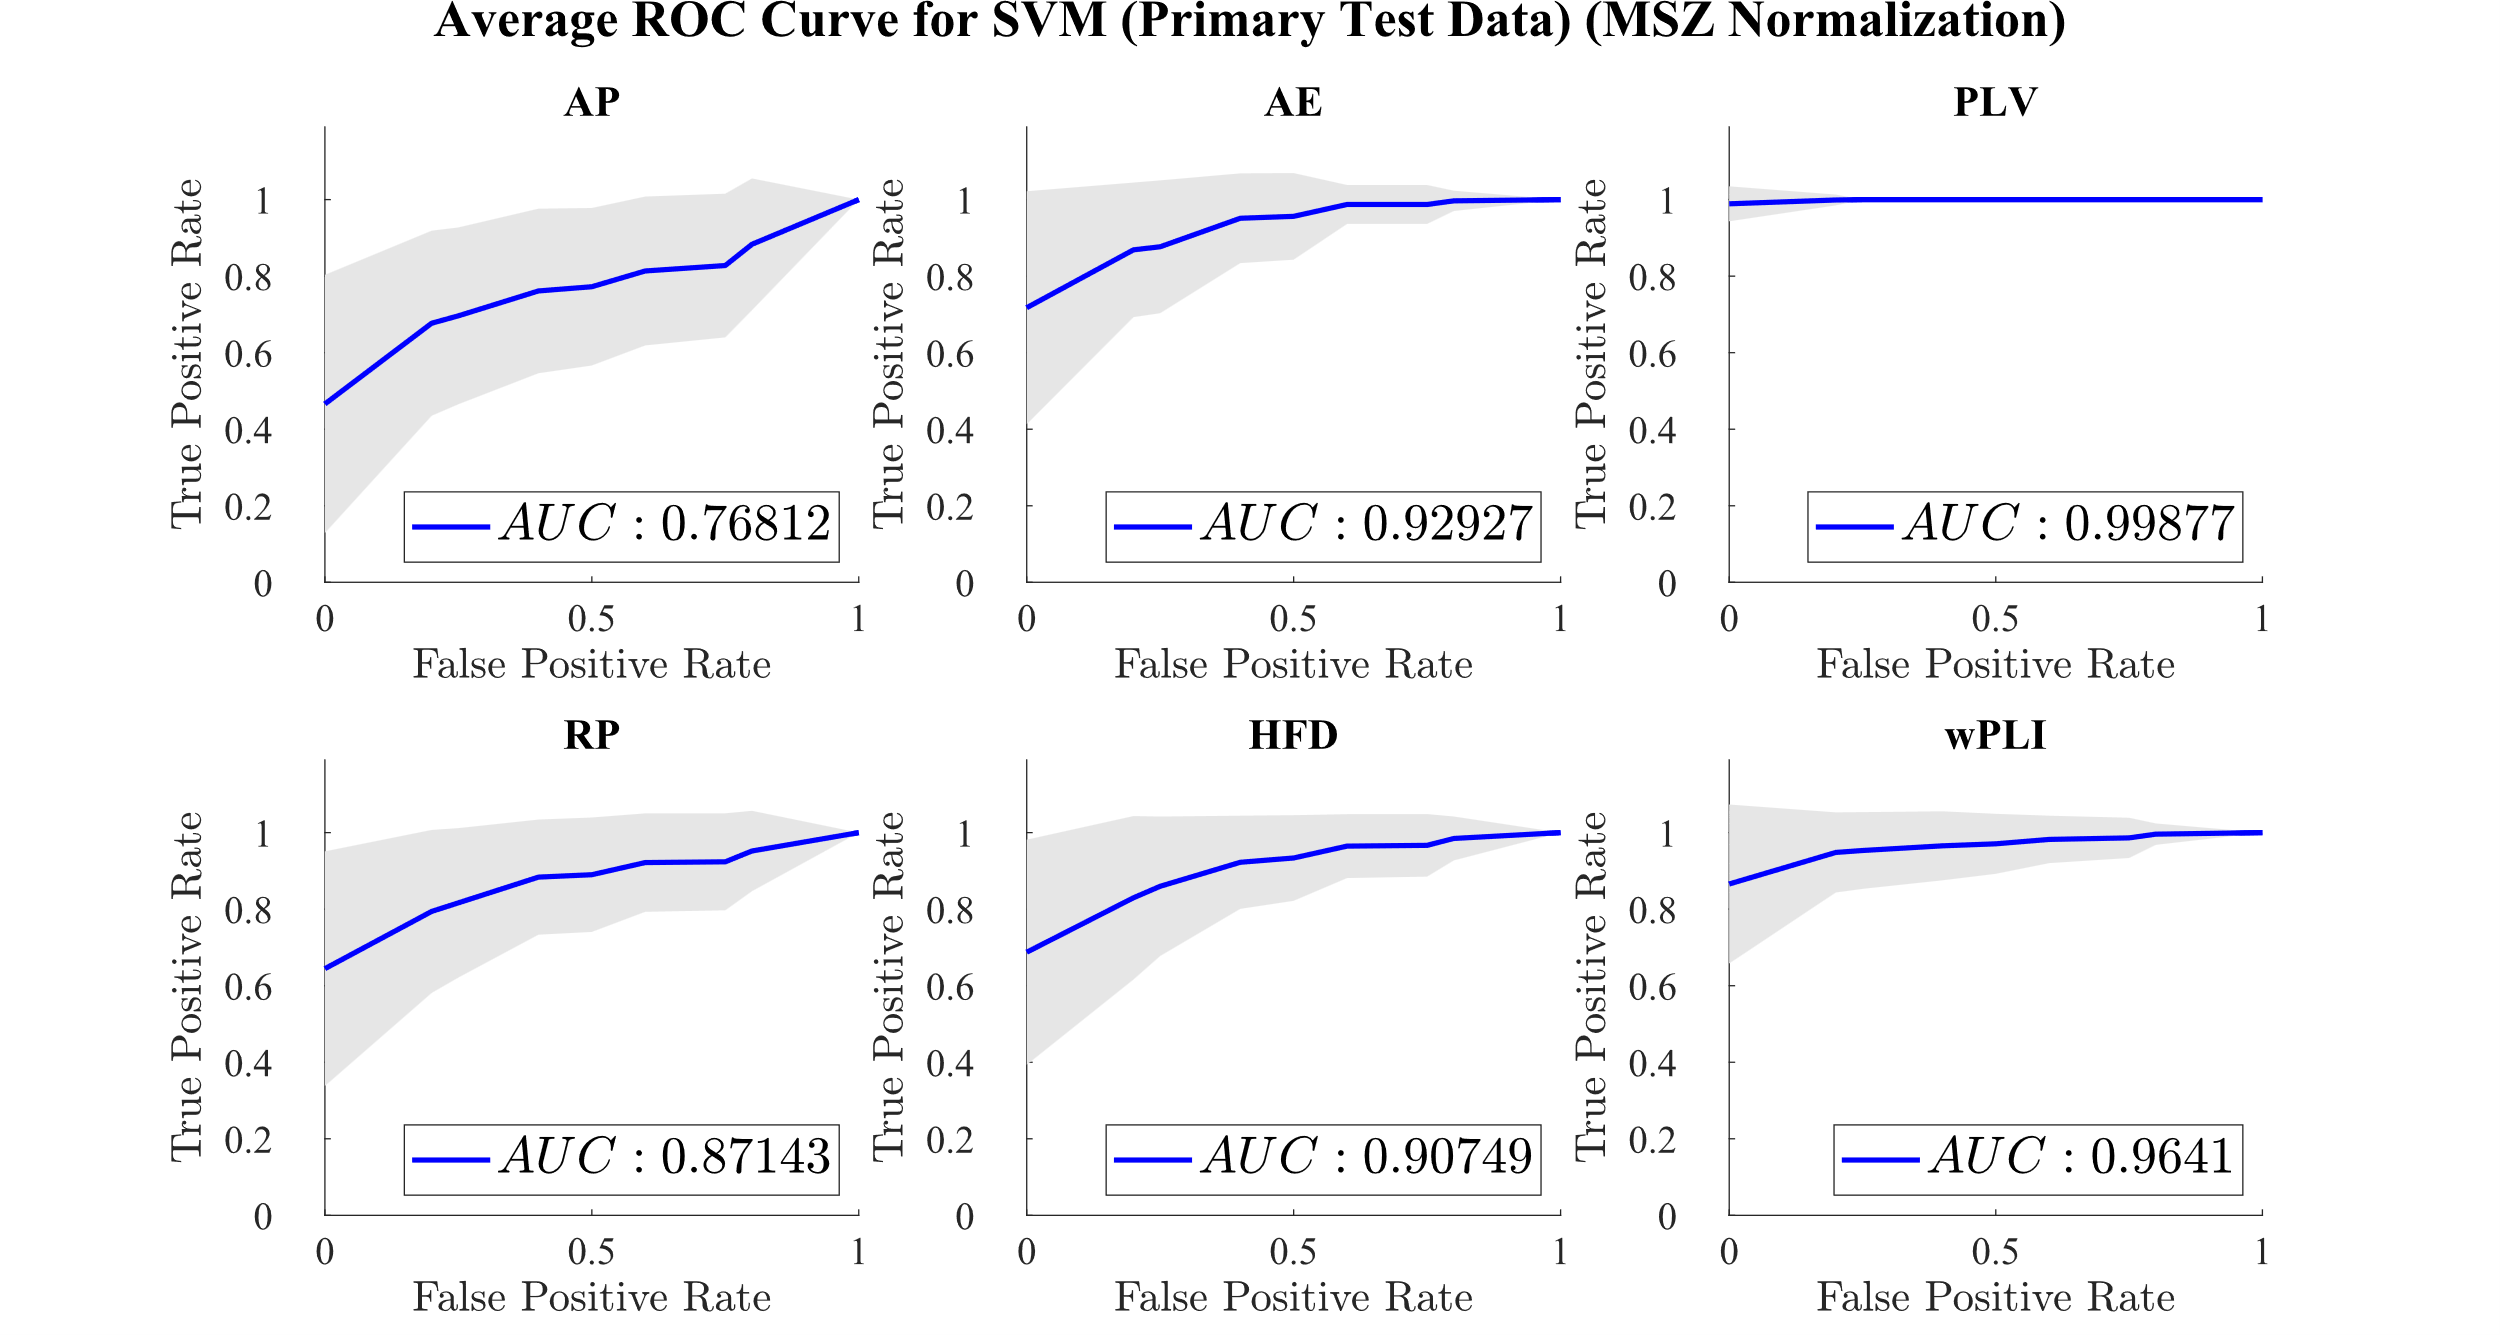 Average ROC Curve for SVM (Primary Test Data) (MSZ Normalization)
AP
True Positive Rate
1
0.8
0.6
0.4
0.2
0
AUC : 0.76812
0 0.5 1
False Positive Rate
AE
True Positive Rate
1
0.8
0.6
0.4
0.2
0
AUC : 0.92927
0 0.5 1
False Positive Rate
PLV
True Positive Rate
1
0.8
0.6
0.4
0.2
0
AUC : 0.99877
0 0.5 1
False Positive Rate
RP
True Positive Rate
1
0.8
0.6
0.4
0.2
0
AUC : 0.87143
0 0.5 1
False Positive Rate
HFD
True Positive Rate
1
0.8
0.6
0.4
0.2
0
AUC : 0.90749
0 0.5 1
False Positive Rate
wPLI
True Positive Rate
1
0.8
0.6
0.4
0.2
0
AUC : 0.9641
0 0.5 1
False Positive Rate